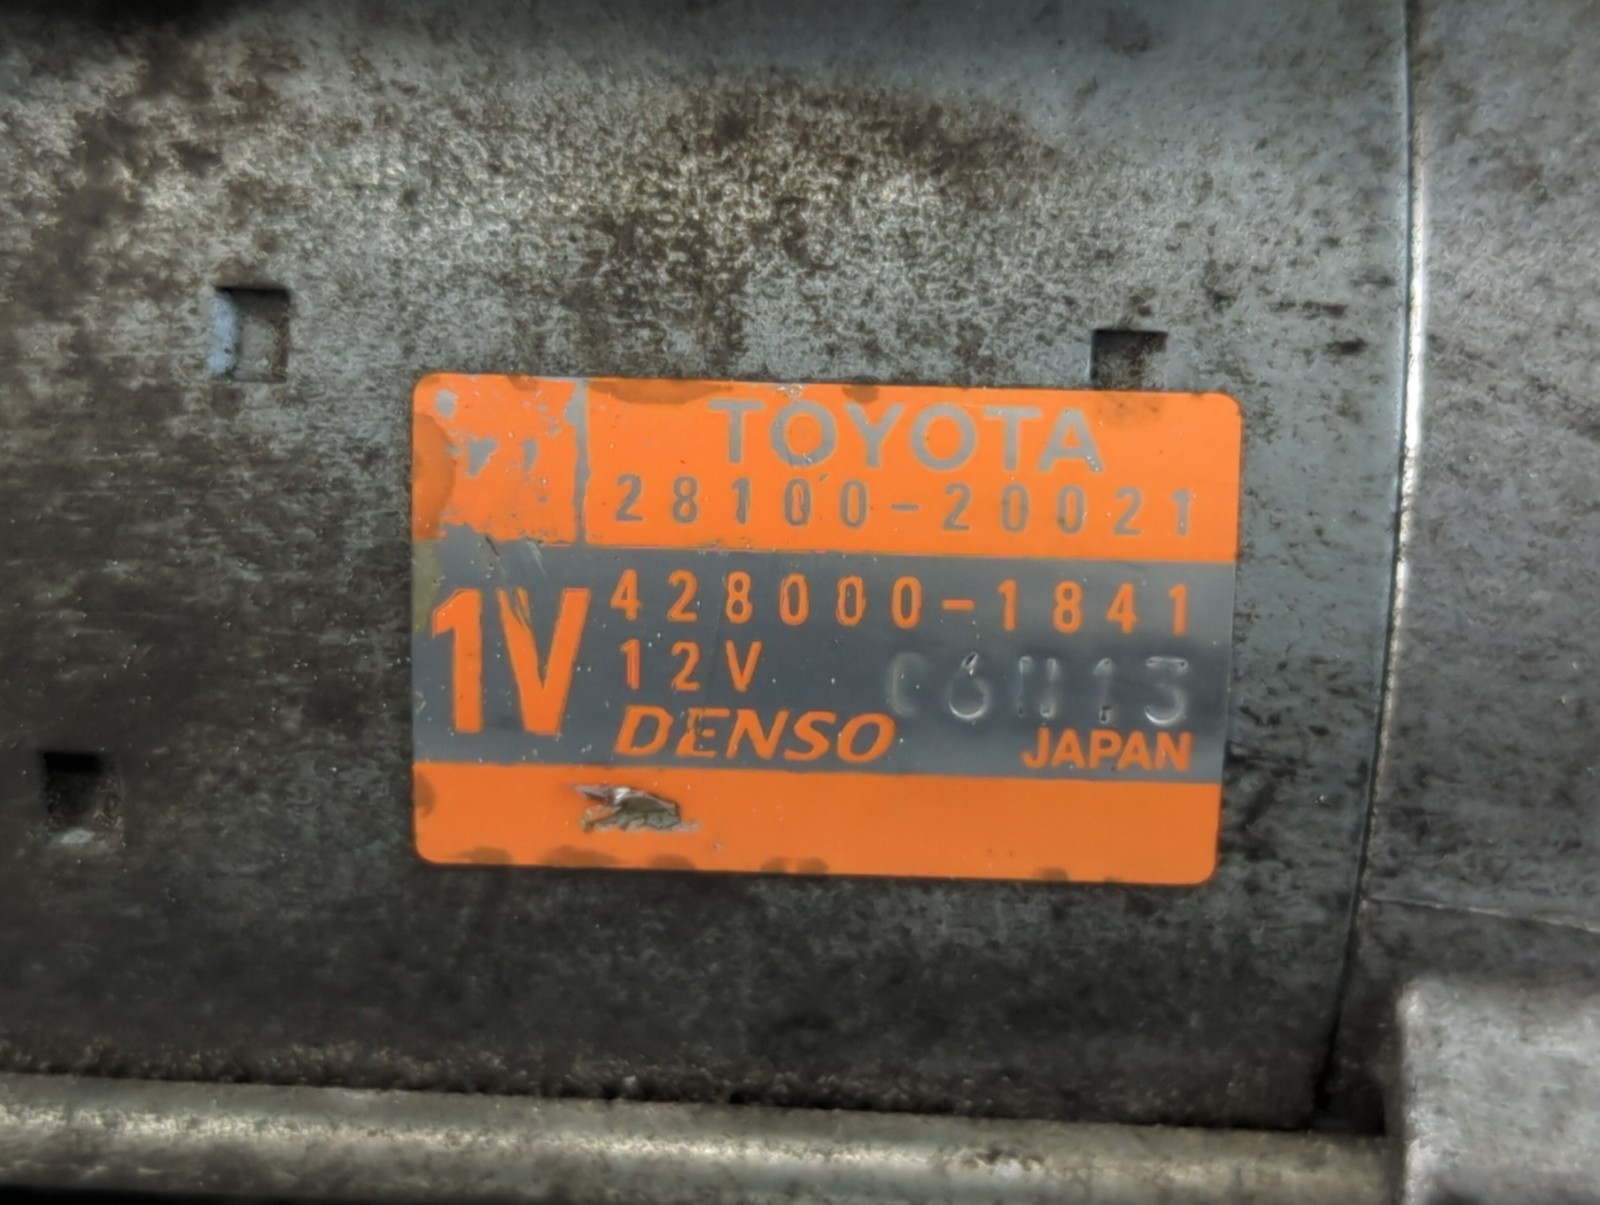 TOYOTA
28100-20021
1V
428000-1841
12V
DENSO
JAPAN